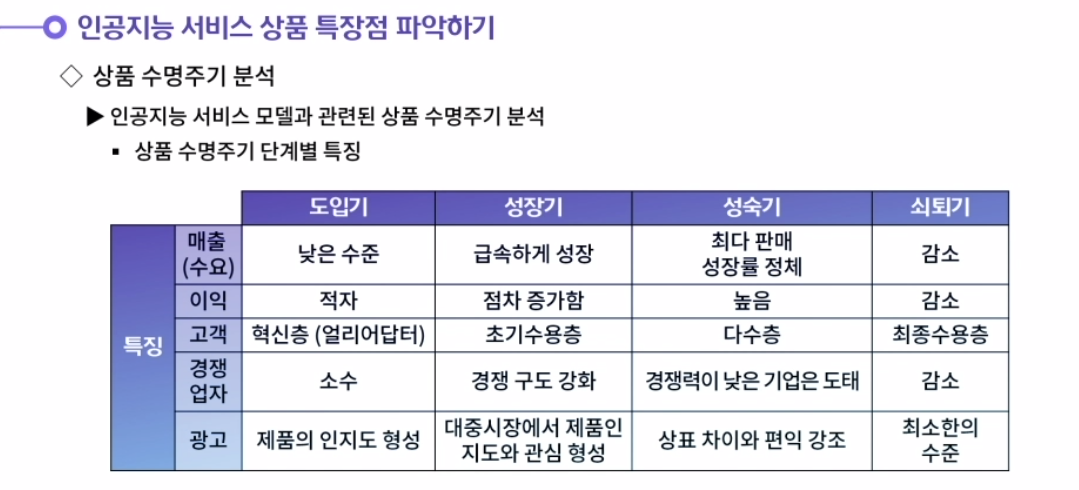 인공지능 서비스 상품 특장점 파악하기
◇ 상품 수명주기 분석
▶ 인공지능 서비스 모델과 관련된 상품 수명주기 분석
▪ 상품 수명주기 단계별 특징
도입기 성장기 성숙기 쇠퇴기
특징
매출
(수요)
낮은 수준
급속하게 성장
최다 판매
성장률 정체
감소
이익 적자 점차 증가함 높음 감소
고객 혁신층 (얼리어답터) 초기수용층 다수층 최종수용층
경쟁
업자
소수
경쟁 구도 강화
경쟁력이 낮은 기업은 도태
감소
광고
제품의 인지도 형성
대중시장에서 제품인
지도와 관심 형성
상표 차이와 편익 강조
최소한의
수준